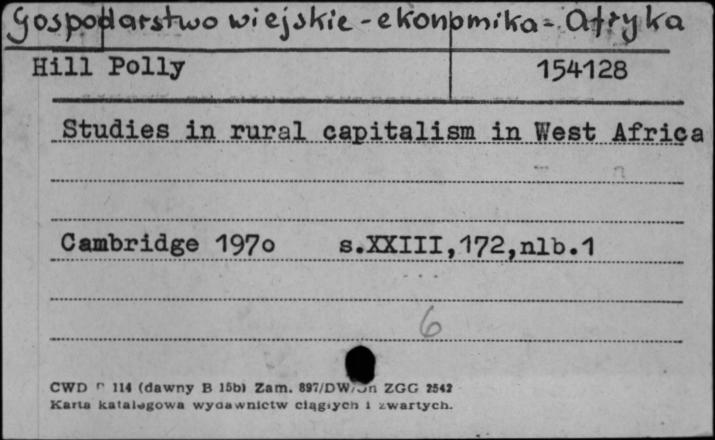 Gospodarstwo wiejskie - ekonomika - Afryka
Hill Polly 154128
Studies in rural capitalism in West Africa
Cambridge 197o s.XXIII,172,nlb.1
6
CWD 114 (dawny B 15b) Zam. 897/DW/Jn ZGG 2542
Karta katalogowa wydawnictw ciągłych i zwartych.